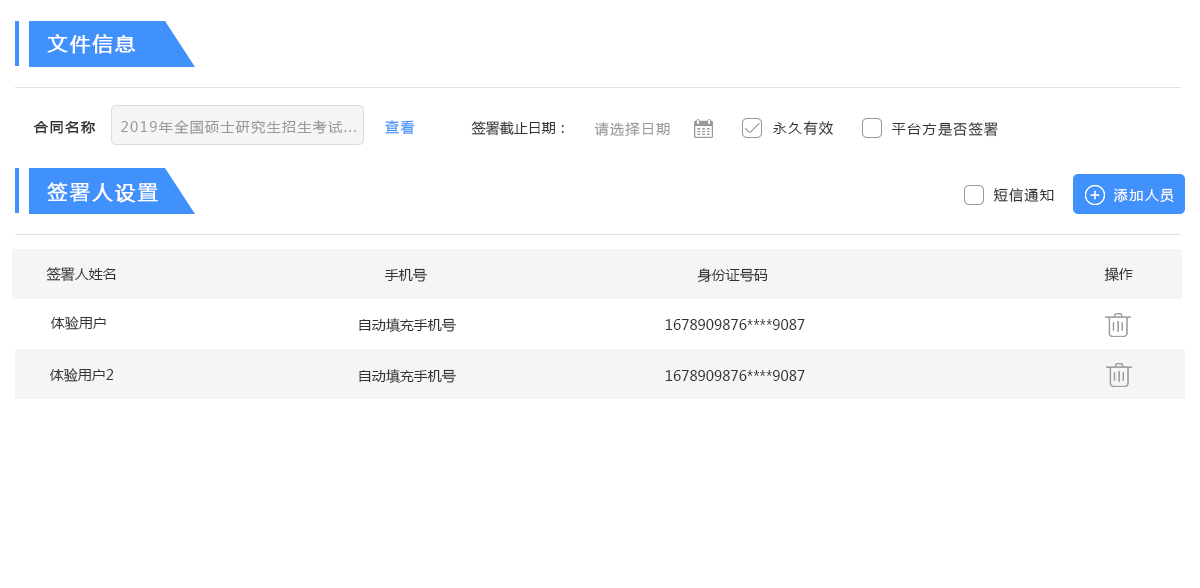 文件信息
合同名称 2019年全国硕士研究生招生考试... 查看 签署截止日期： 请选择日期 永久有效 平台方是否签署
签署人设置 短信通知 添加人员
签署人姓名 手机号 身份证号码 操作
体验用户 自动填充手机号 1678909876****9087
体验用户2 自动填充手机号 1678909876****9087